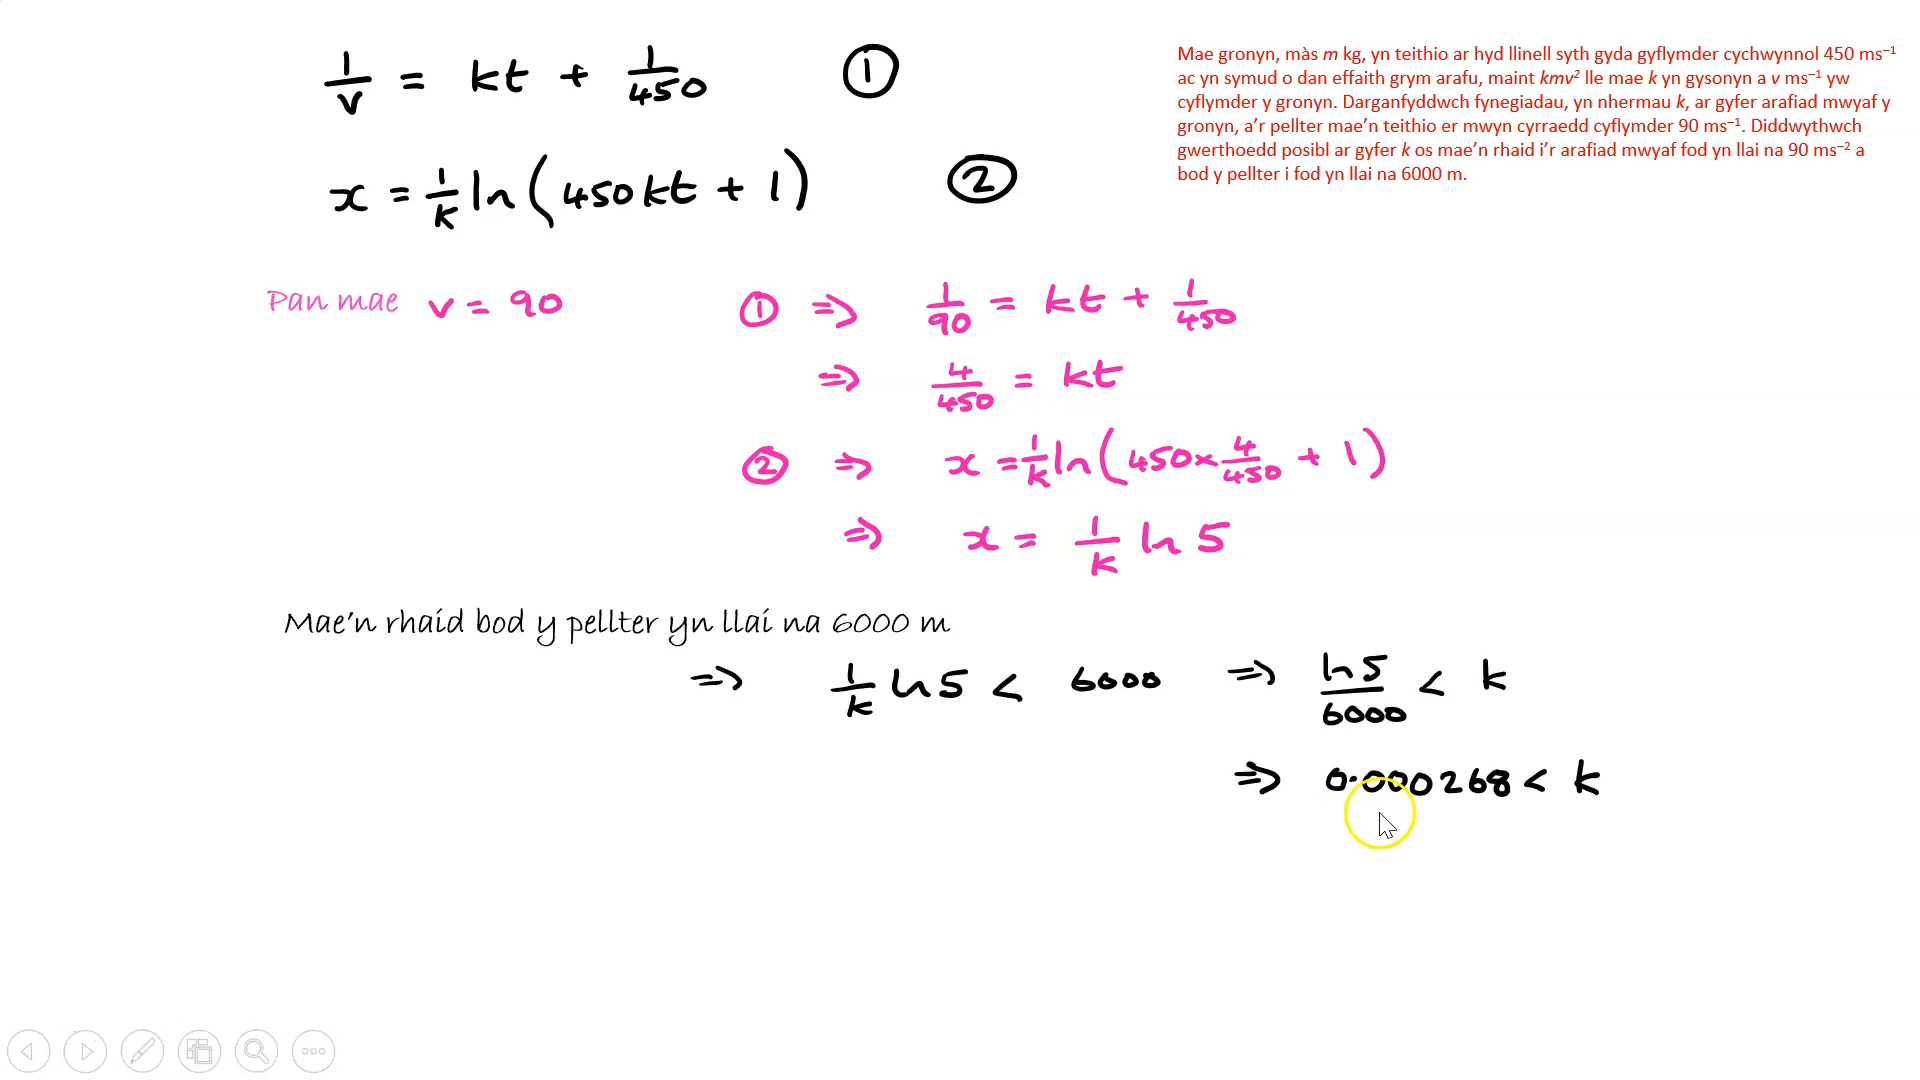 1/v = kt + 1/450 ①
x = 1/k ln(450kt + 1) ②
Mae gronyn, màs m kg, yn teithio ar hyd llinell syth gyda gyflymder cychwynnol 450 ms⁻¹
ac yn symud o dan effaith grym arafu, maint kmv² lle mae k yn gysonyn a v ms⁻¹ yw
cyflymder y gronyn. Darganfyddwch fynegiadau, yn nhermau k, ar gyfer arafiad mwyaf y
gronyn, a’r pellter mae’n teithio er mwyn cyrraedd cyflymder 90 ms⁻¹. Diddwythwch
gwerthoedd posibl ar gyfer k os mae’n rhaid i’r arafiad mwyaf fod yn llai na 90 ms⁻² a
bod y pellter i fod yn llai na 6000 m.
Pan mae v = 90 ① ⇒ 1/90 = kt + 1/450
⇒ 4/450 = kt
② ⇒ x = 1/k ln(450 × 4/450 + 1)
⇒ x = 1/k ln 5
Mae’n rhaid bod y pellter yn llai na 6000 m
⇒ 1/k ln 5 < 6000 ⇒ ln 5/6000 < k
⇒ 0·000268 < k